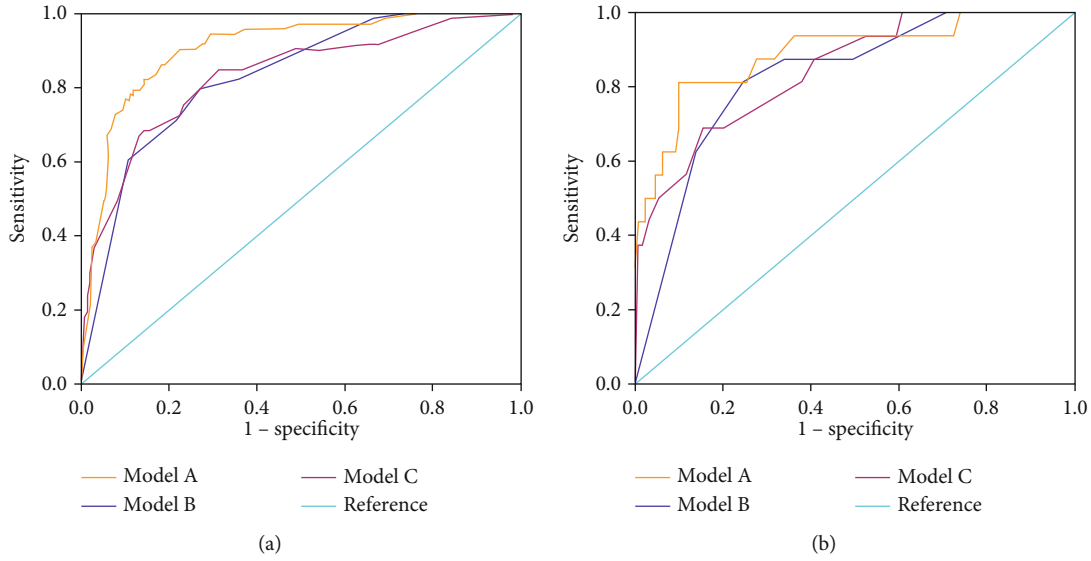 1.0
0.8
0.6
0.4
0.2
0.0
Sensitivity
0.0 0.2 0.4 0.6 0.8 1.0
1 – specificity
Model A
Model B
Model C
Reference
(a)
1.0
0.8
0.6
0.4
0.2
0.0
Sensitivity
0.0 0.2 0.4 0.6 0.8 1.0
1 – specificity
Model A
Model B
Model C
Reference
(b)